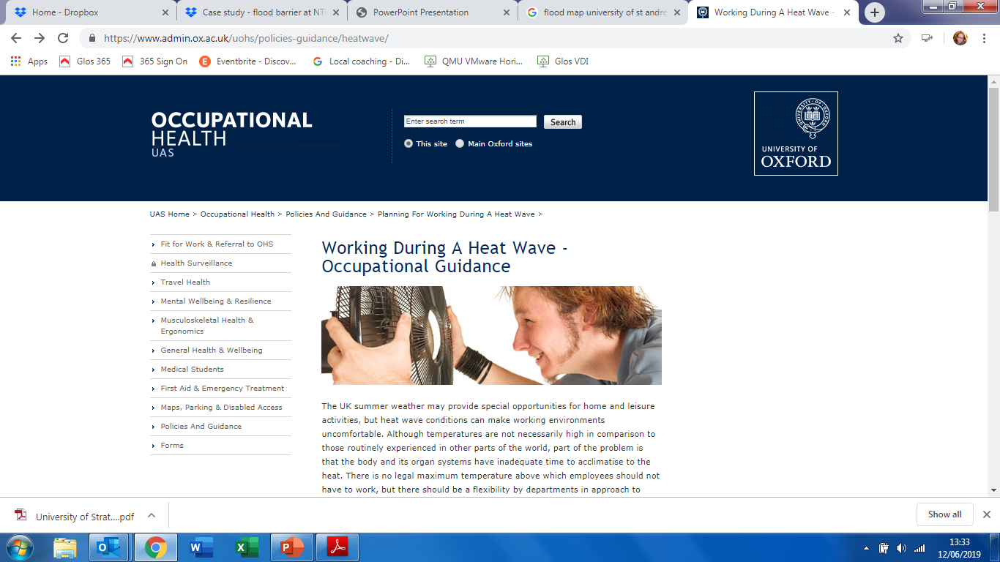 Home - Dropbox
Case study - flood barrier at NT
PowerPoint Presentation
flood map university of st andre
Working During A Heat Wave -
https://www.admin.ox.ac.uk/uohs/policies-guidance/heatwave/
Apps
Glos 365
365 Sign On
Eventbrite - Discov...
Local coaching - Di...
QMU VMware Hori...
Glos VDI
OCCUPATIONAL
HEALTH
UAS
Enter search term
Search
This site
Main Oxford sites
UNIVERSITY OF
OXFORD
UAS Home > Occupational Health > Policies And Guidance > Planning For Working During A Heat Wave >
Fit for Work & Referral to OHS
Health Surveillance
Travel Health
Mental Wellbeing & Resilience
Musculoskeletal Health &
Ergonomics
General Health & Wellbeing
Medical Students
First Aid & Emergency Treatment
Maps, Parking & Disabled Access
Policies And Guidance
Forms
Working During A Heat Wave -
Occupational Guidance
The UK summer weather may provide special opportunities for home and leisure
activities, but heat wave conditions can make working environments
uncomfortable. Although temperatures are not necessarily high in comparison to
those routinely experienced in other parts of the world, part of the problem is
that the body and its organ systems have inadequate time to acclimatise to the
heat. There is no legal maximum temperature above which employees should not
have to work, but there should be a flexibility by departments in approach to
University of Strat....pdf
Show all
13:33
12/06/2019